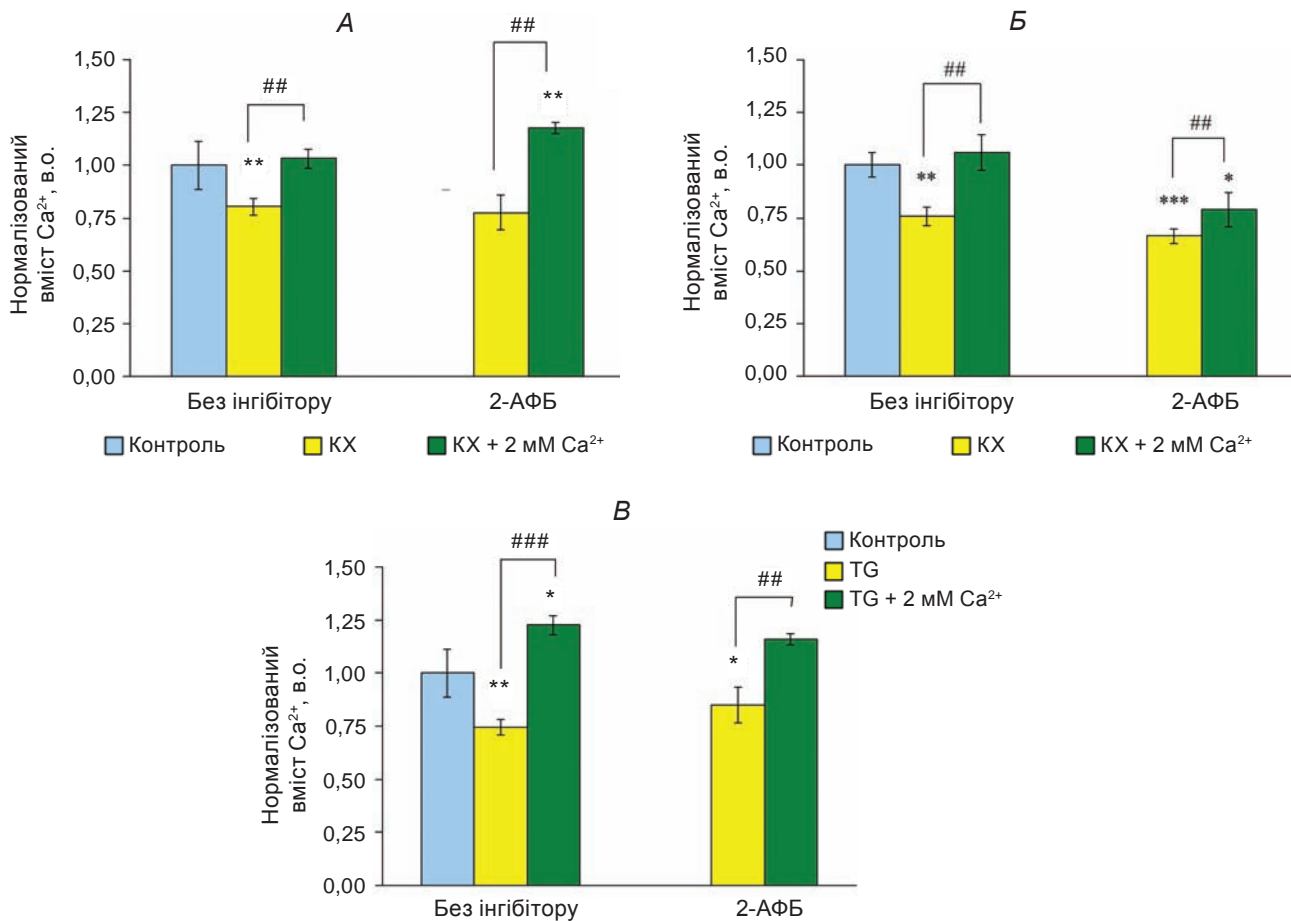 А
Нормалізований
вміст Ca²⁺, в.о.
1,50
1,25
1,00
0,75
0,50
0,25
0,00
**
##
##
**
Без інгібітору
2-АФБ
Контроль
КХ
КХ + 2 мМ Ca²⁺
Б
Нормалізований
вміст Ca²⁺, в.о.
1,50
1,25
1,00
0,75
0,50
0,25
0,00
**
##
##
***
*
Без інгібітору
2-АФБ
Контроль
КХ
КХ + 2 мМ Ca²⁺
В
Нормалізований
вміст Ca²⁺, в.о.
1,50
1,25
1,00
0,75
0,50
0,25
0,00
**
###
*
*
##
Без інгібітору
2-АФБ
Контроль
TG
TG + 2 мМ Ca²⁺